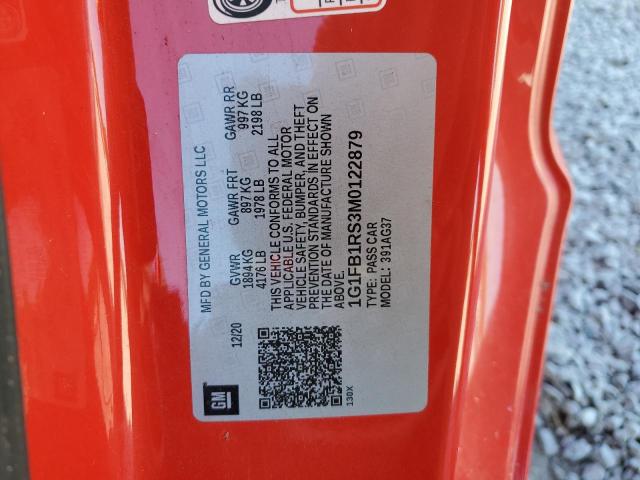 MFD BY GENERAL MOTORS LLC
12/20 GVWR GAWR FRT GAWR RR
1894 KG 897 KG 997 KG
4176 LB 1978 LB 2198 LB
THIS VEHICLE CONFORMS TO ALL
APPLICABLE U.S. FEDERAL MOTOR
VEHICLE SAFETY, BUMPER, AND THEFT
PREVENTION STANDARDS IN EFFECT ON
THE DATE OF MANUFACTURE SHOWN
ABOVE.
1G1FB1RS3M0122879
TYPE: PASS CAR
MODEL: 391AG37
GM
130X